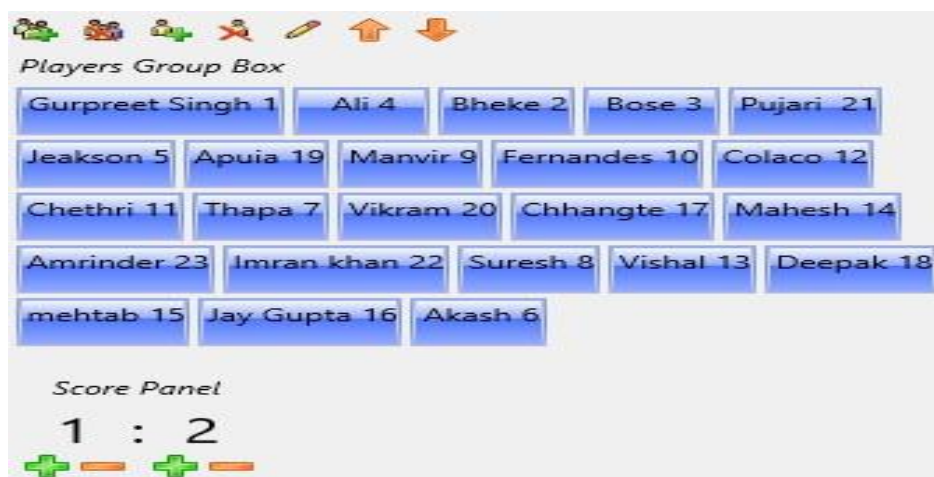 Players Group Box
Gurpreet Singh 1 Ali 4 Bheke 2 Bose 3 Pujari 21
Jeakson 5 Apuia 19 Manvir 9 Fernandes 10 Colaco 12
Chethri 11 Thapa 7 Vikram 20 Chhangte 17 Mahesh 14
Amrinder 23 Imran khan 22 Suresh 8 Vishal 13 Deepak 18
mehtab 15 Jay Gupta 16 Akash 6
Score Panel
1 : 2